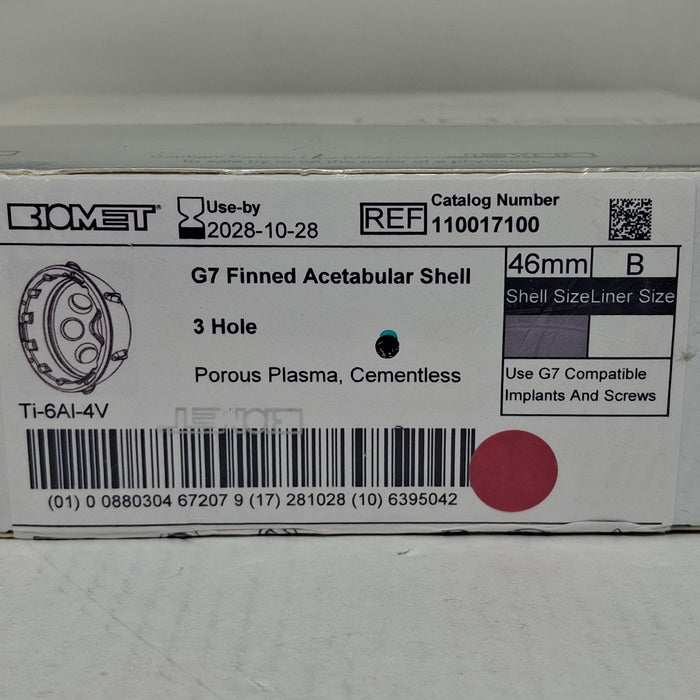 BIOMET®
Use-by
2028-10-28
REF
Catalog Number
110017100
G7 Finned Acetabular Shell
46mm B
Shell Size Liner Size
3 Hole
Porous Plasma, Cementless
Use G7 Compatible
Implants And Screws
Ti-6Al-4V
(01) 0 0880304 67207 9 (17) 281028 (10) 6395042